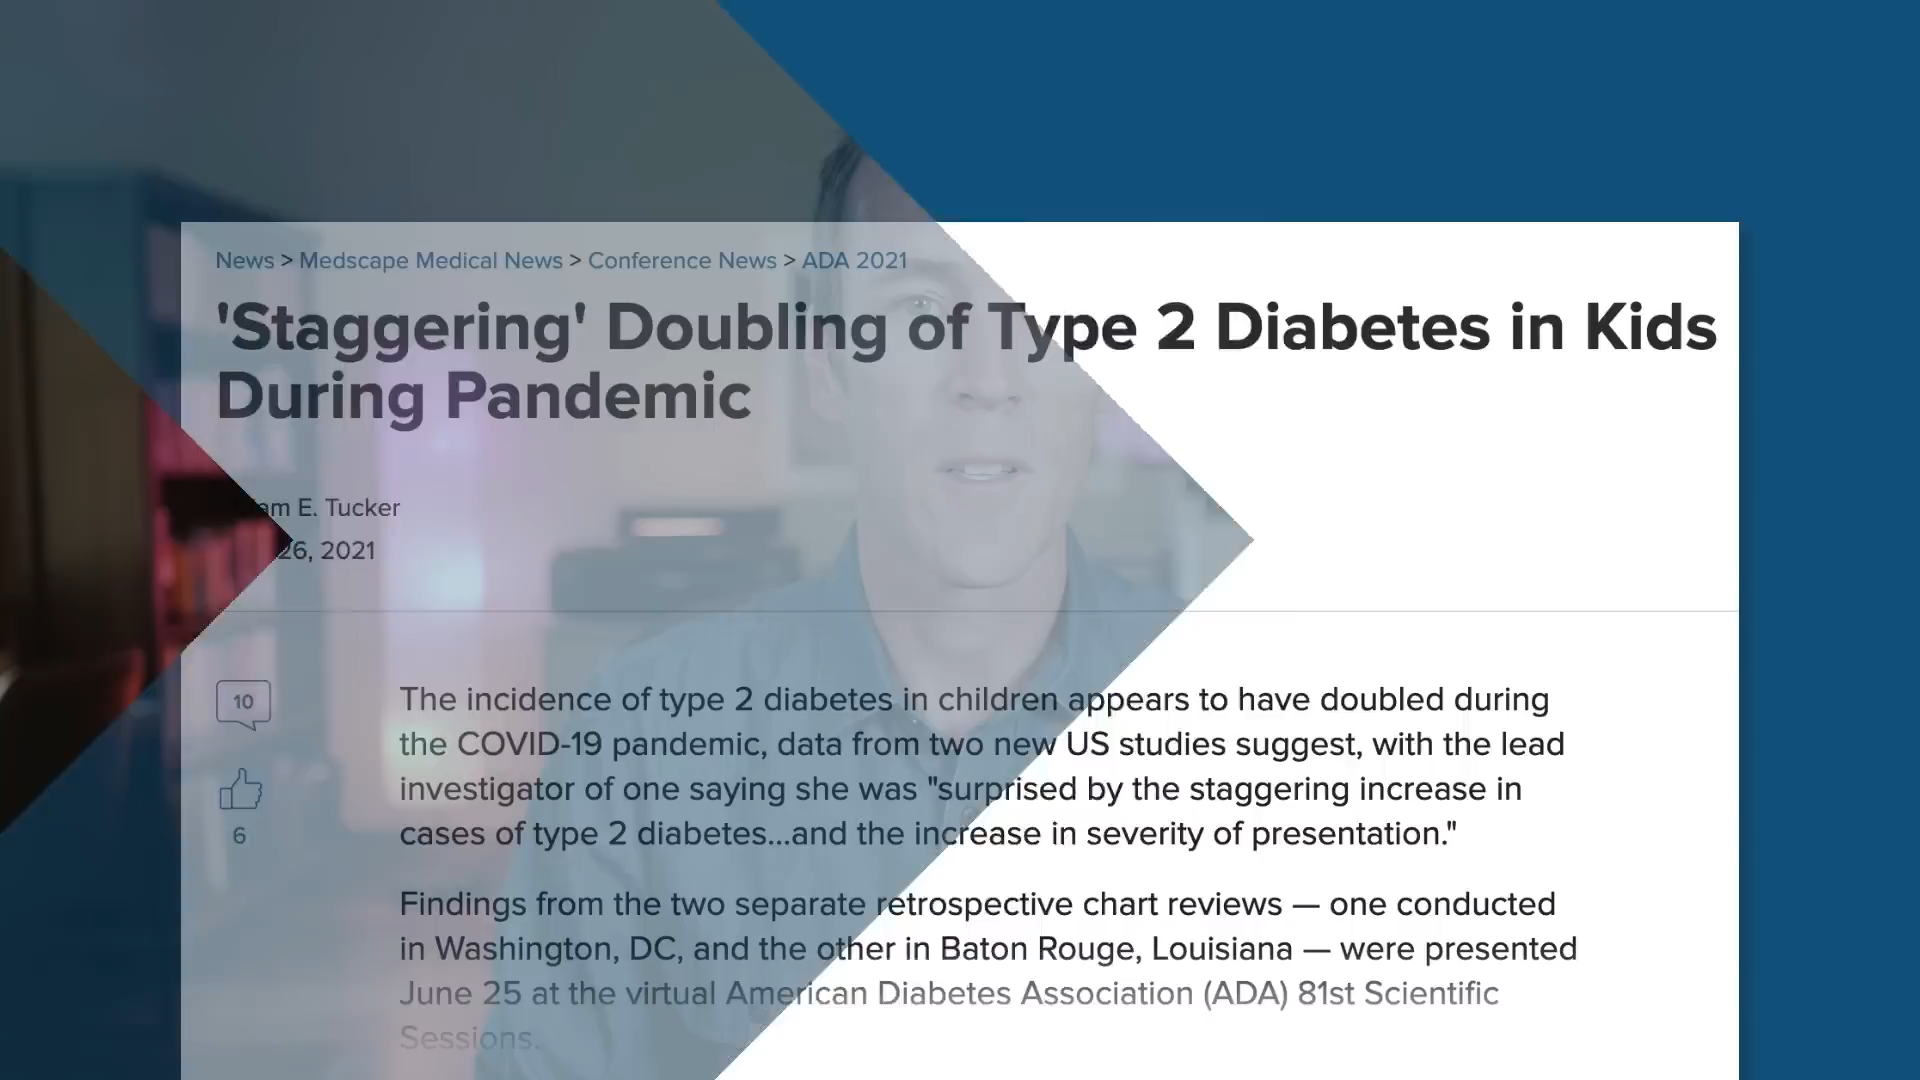 News > Medscape Medical News > Conference News > ADA 2021
'Staggering' Doubling of Type 2 Diabetes in Kids
During Pandemic
E. Tucker
26, 2021
10
6
The incidence of type 2 diabetes in children appears to have doubled during
the COVID-19 pandemic, data from two new US studies suggest, with the lead
investigator of one saying she was "surprised by the staggering increase in
cases of type 2 diabetes...and the increase in severity of presentation."
Findings from the two separate retrospective chart reviews — one conducted
in Washington, DC, and the other in Baton Rouge, Louisiana — were presented
June 25 at the virtual American Diabetes Association (ADA) 81st Scientific
Sessions.